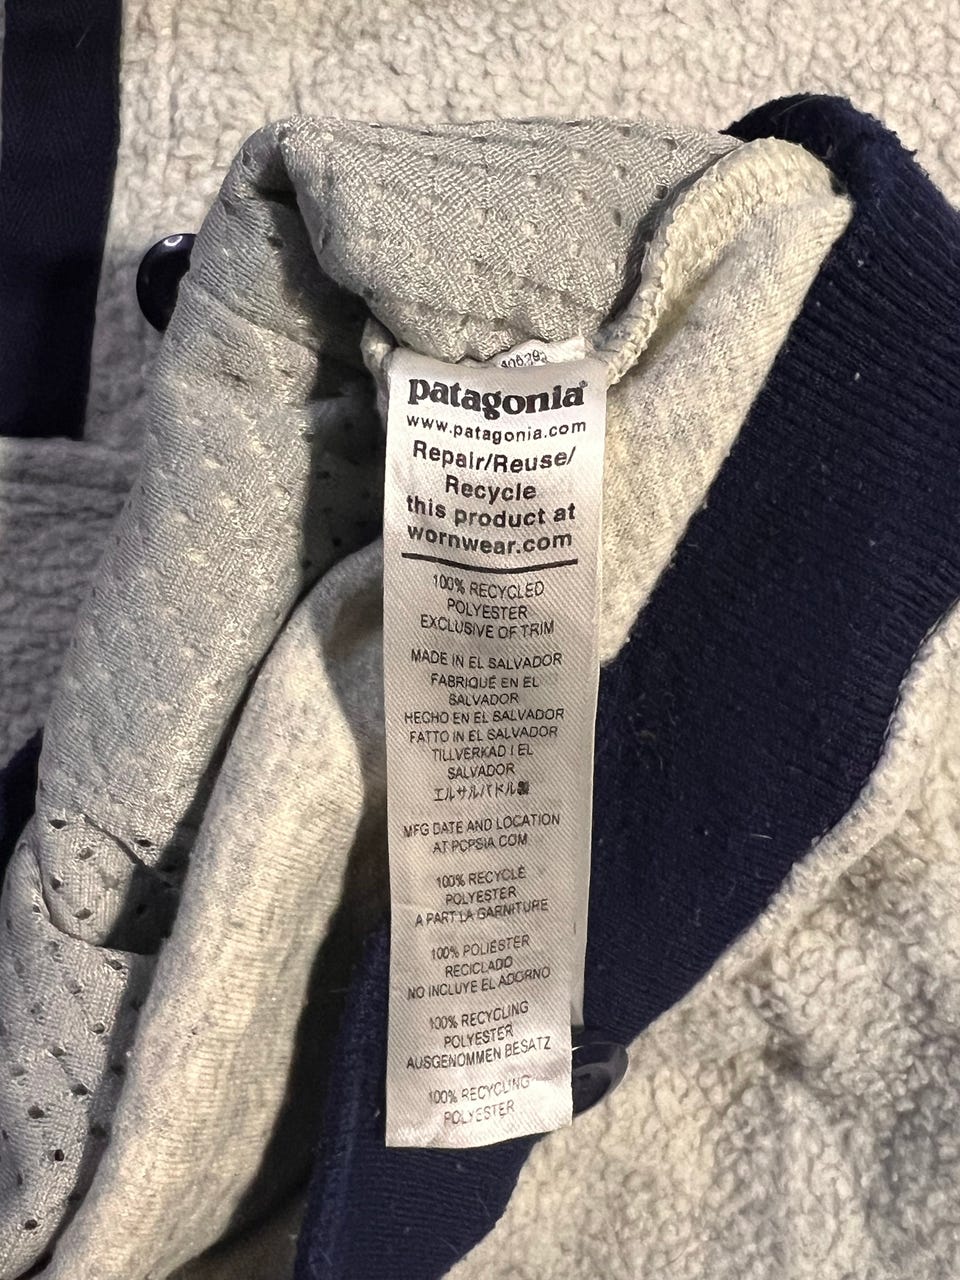 patagonia®
www.patagonia.com
Repair/Reuse/
Recycle
this product at
wornwear.com
100% RECYCLED
POLYESTER
EXCLUSIVE OF TRIM
MADE IN EL SALVADOR
FABRIQUÉ EN EL
SALVADOR
HECHO EN EL SALVADOR
FATTO IN EL SALVADOR
TILLVERKAD I EL
SALVADOR
エルサルバドル製
MFG DATE AND LOCATION
AT PCPSIA.COM
100% RECYCLÉ
POLYESTER
A PART LA GARNITURE
100% POLIÉSTER
RECICLADO
NO INCLUYE EL ADORNO
100% RECYCLING
POLYESTER
AUSGENOMMEN BESATZ
100% RECYCLING
POLYESTER